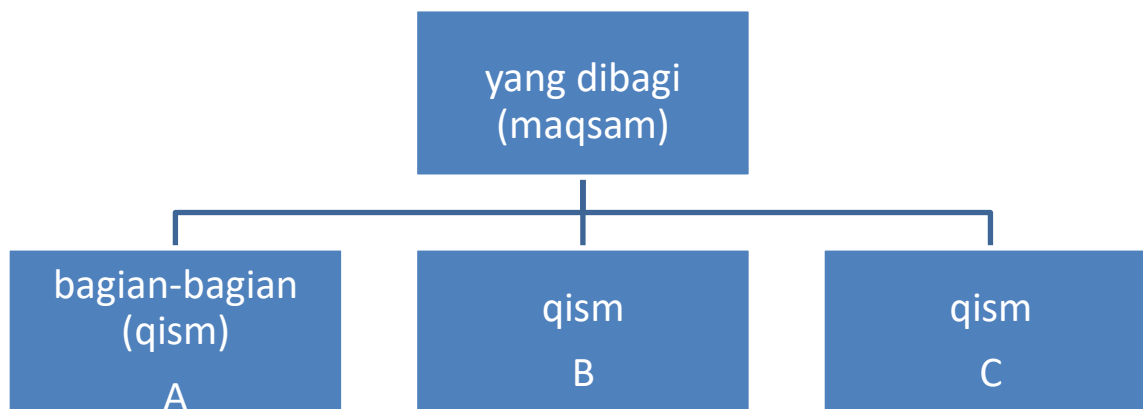 yang dibagi
(maqsam)
bagian-bagian
(qism)
A
qism
B
qism
C